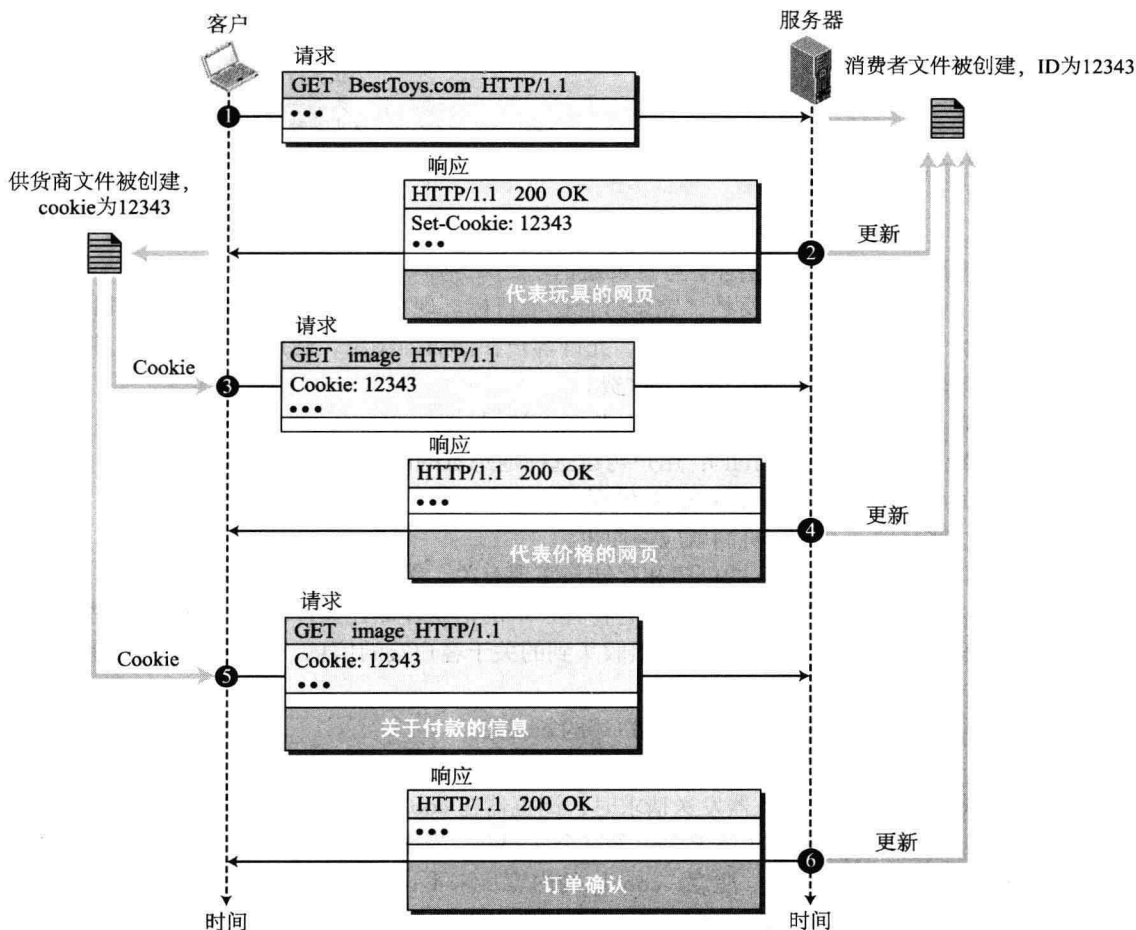 客户
服务器
请求
消费者文件被创建，ID为12343
GET BestToys.com HTTP/1.1
1
•••
响应
供货商文件被创建，
cookie为12343
HTTP/1.1 200 OK
Set-Cookie: 12343
•••
2
更新
代表玩具的网页
请求
GET image HTTP/1.1
Cookie
3
Cookie: 12343
•••
响应
HTTP/1.1 200 OK
•••
4
更新
代表价格的网页
请求
GET image HTTP/1.1
Cookie
5
Cookie: 12343
•••
关于付款的信息
响应
HTTP/1.1 200 OK
•••
6
更新
订单确认
时间
时间